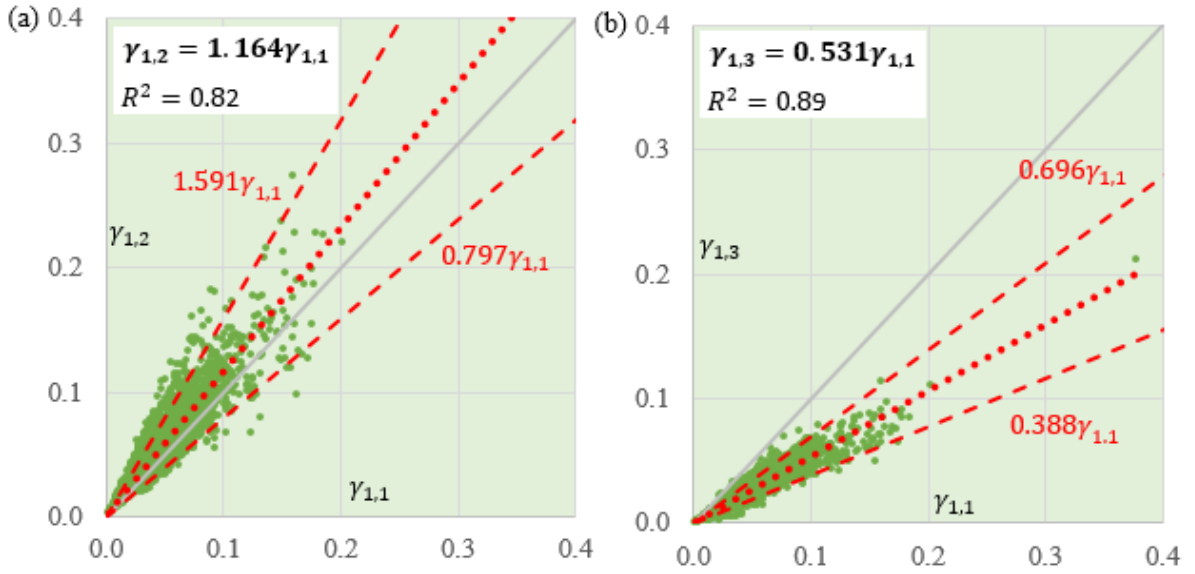 (a)
0.4
0.3
0.2
0.1
0.0
γ₁,₂ = 1.164γ₁,₁
R² = 0.82
1.591γ₁,₁
γ₁,₂
0.797γ₁,₁
γ₁,₁
0.0 0.1 0.2 0.3 0.4
(b)
0.4
0.3
0.2
0.1
0.0
γ₁,₃ = 0.531γ₁,₁
R² = 0.89
0.696γ₁,₁
γ₁,₃
0.388γ₁,₁
γ₁,₁
0.0 0.1 0.2 0.3 0.4